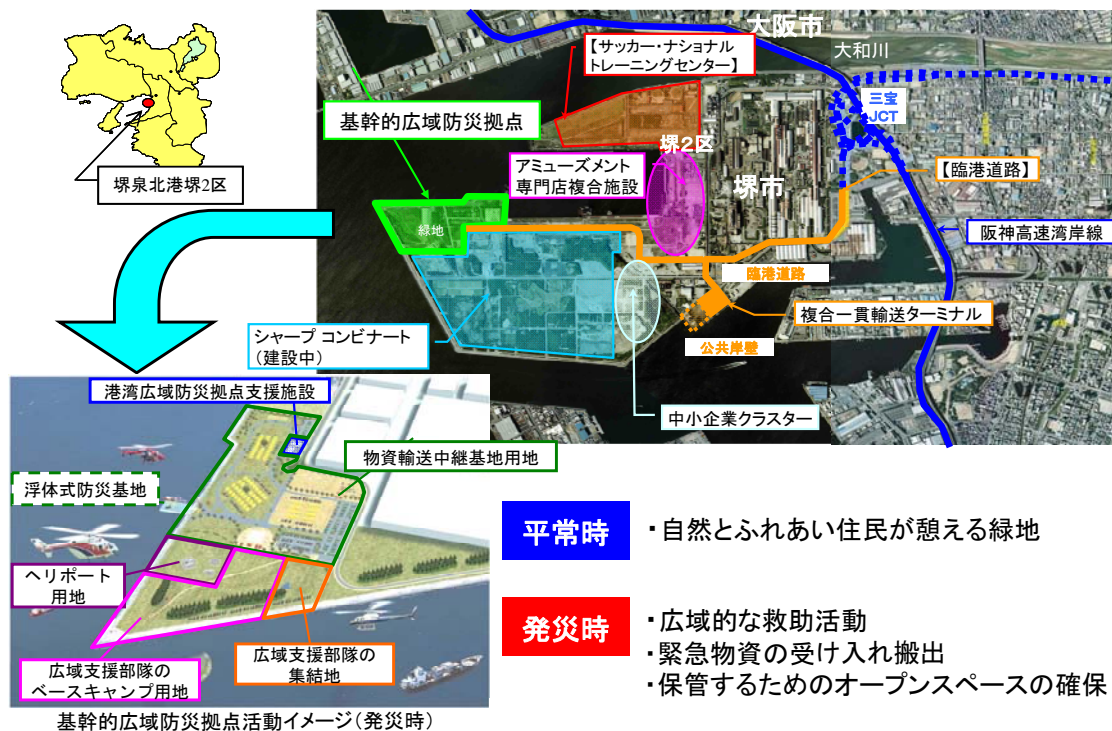 大阪市
大和川
【サッカー・ナショナル
トレーニングセンター】
三宝
JCT
基幹的広域防災拠点
堺2区
アミューズメント
専門店複合施設
堺市
【臨港道路】
堺泉北港堺2区
緑地
阪神高速湾岸線
臨港道路
複合一貫輸送ターミナル
シャープ コンビナート
(建設中)
公共岸壁
中小企業クラスター
港湾広域防災拠点支援施設
物資輸送中継基地用地
浮体式防災基地
ヘリポート
用地
広域支援部隊の
ベースキャンプ用地
広域支援部隊の
集結地
基幹的広域防災拠点活動イメージ(発災時)
平常時
・自然とふれあい住民が憩える緑地
発災時
・広域的な救助活動
・緊急物資の受け入れ搬出
・保管するためのオープンスペースの確保